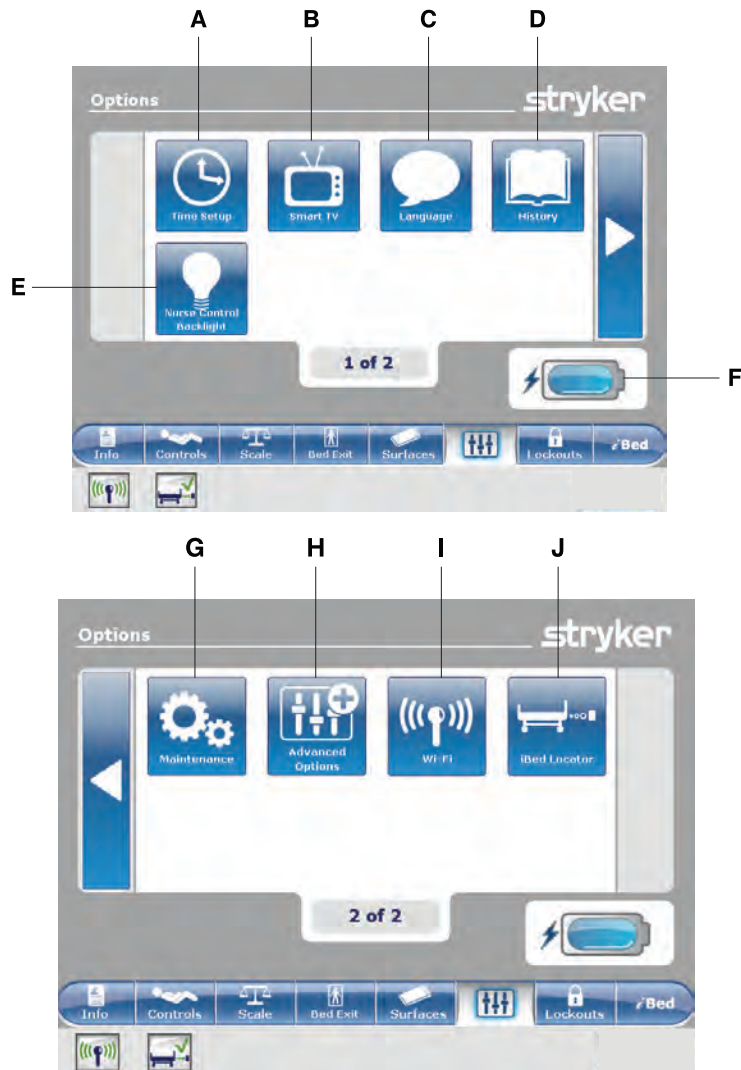 A B C D
Options stryker
Time Setup Smart TV Language History
E
Nurse Control
Backlight
1 of 2
F
Info Controls Scale Bed Exit Surfaces Lockouts iBed
G H I J
Options stryker
Maintenance Advanced
Options Wi-Fi iBed Locator
2 of 2
Info Controls Scale Bed Exit Surfaces Lockouts iBed